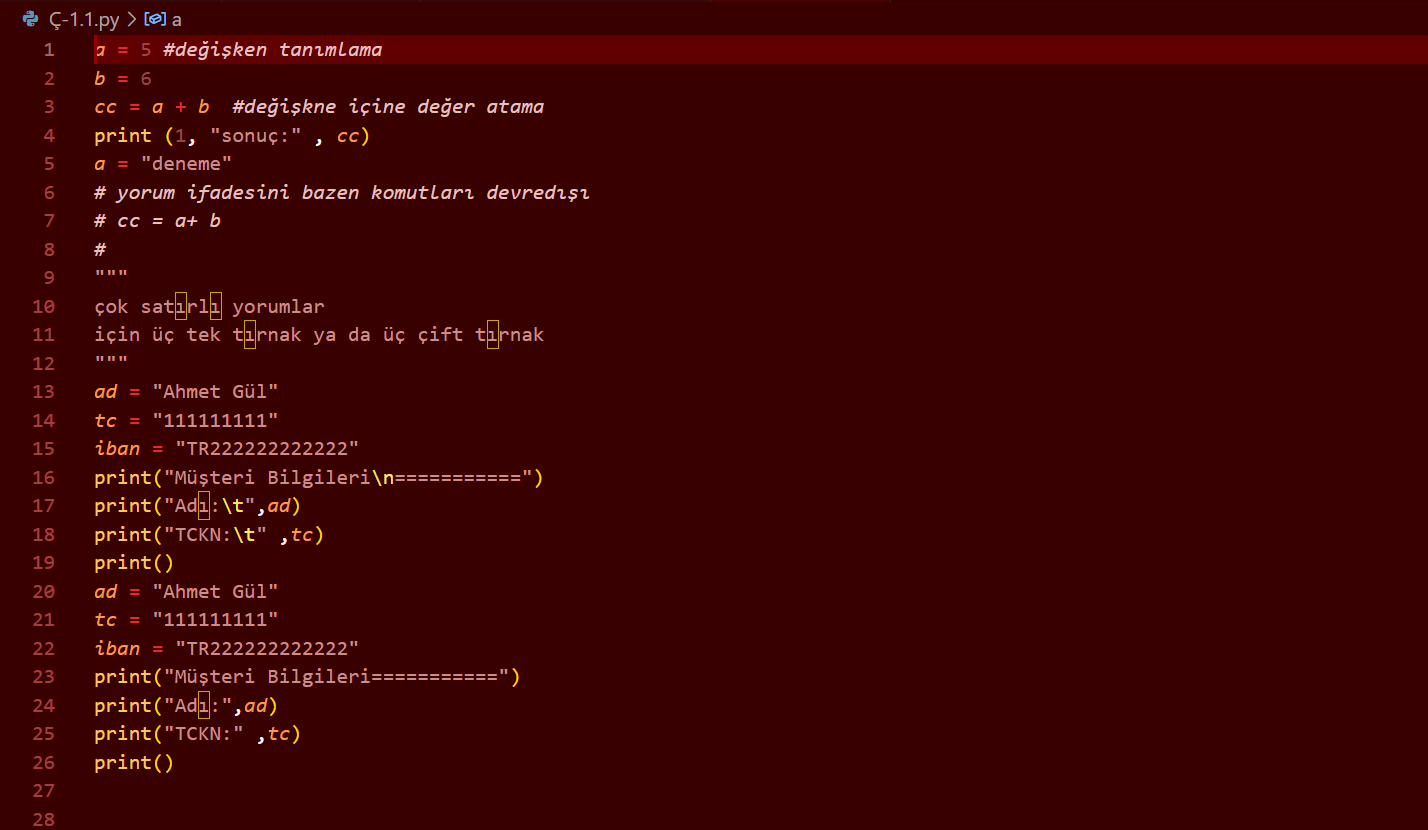 Ç-1.1.py > a
1 a = 5 #değişken tanımlama
2 b = 6
3 cc = a + b  #değişkne içine değer atama
4 print (1, "sonuç:" , cc)
5 a = "deneme"
6 # yorum ifadesini bazen komutları devredışı
7 # cc = a+ b
8 #
9 """
10 çok satırlı yorumlar
11 için üç tek tırnak ya da üç çift tırnak
12 """
13 ad = "Ahmet Gül"
14 tc = "111111111"
15 iban = "TR222222222222"
16 print("Müşteri Bilgileri\n===========")
17 print("Adı:\t",ad)
18 print("TCKN:\t" ,tc)
19 print()
20 ad = "Ahmet Gül"
21 tc = "111111111"
22 iban = "TR222222222222"
23 print("Müşteri Bilgileri===========")
24 print("Adı:",ad)
25 print("TCKN:" ,tc)
26 print()
27
28